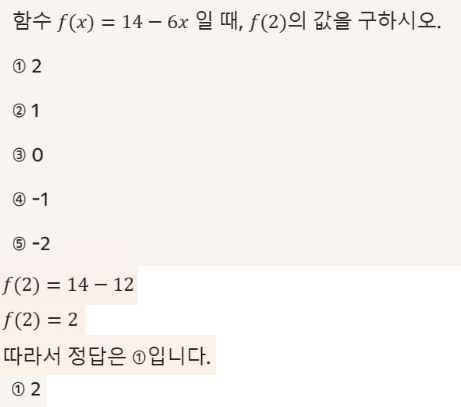 함수 f(x) = 14 − 6x 일 때, f(2)의 값을 구하시오.
① 2
② 1
③ 0
④ -1
⑤ -2
f(2) = 14 − 12
f(2) = 2
따라서 정답은 ①입니다.
① 2